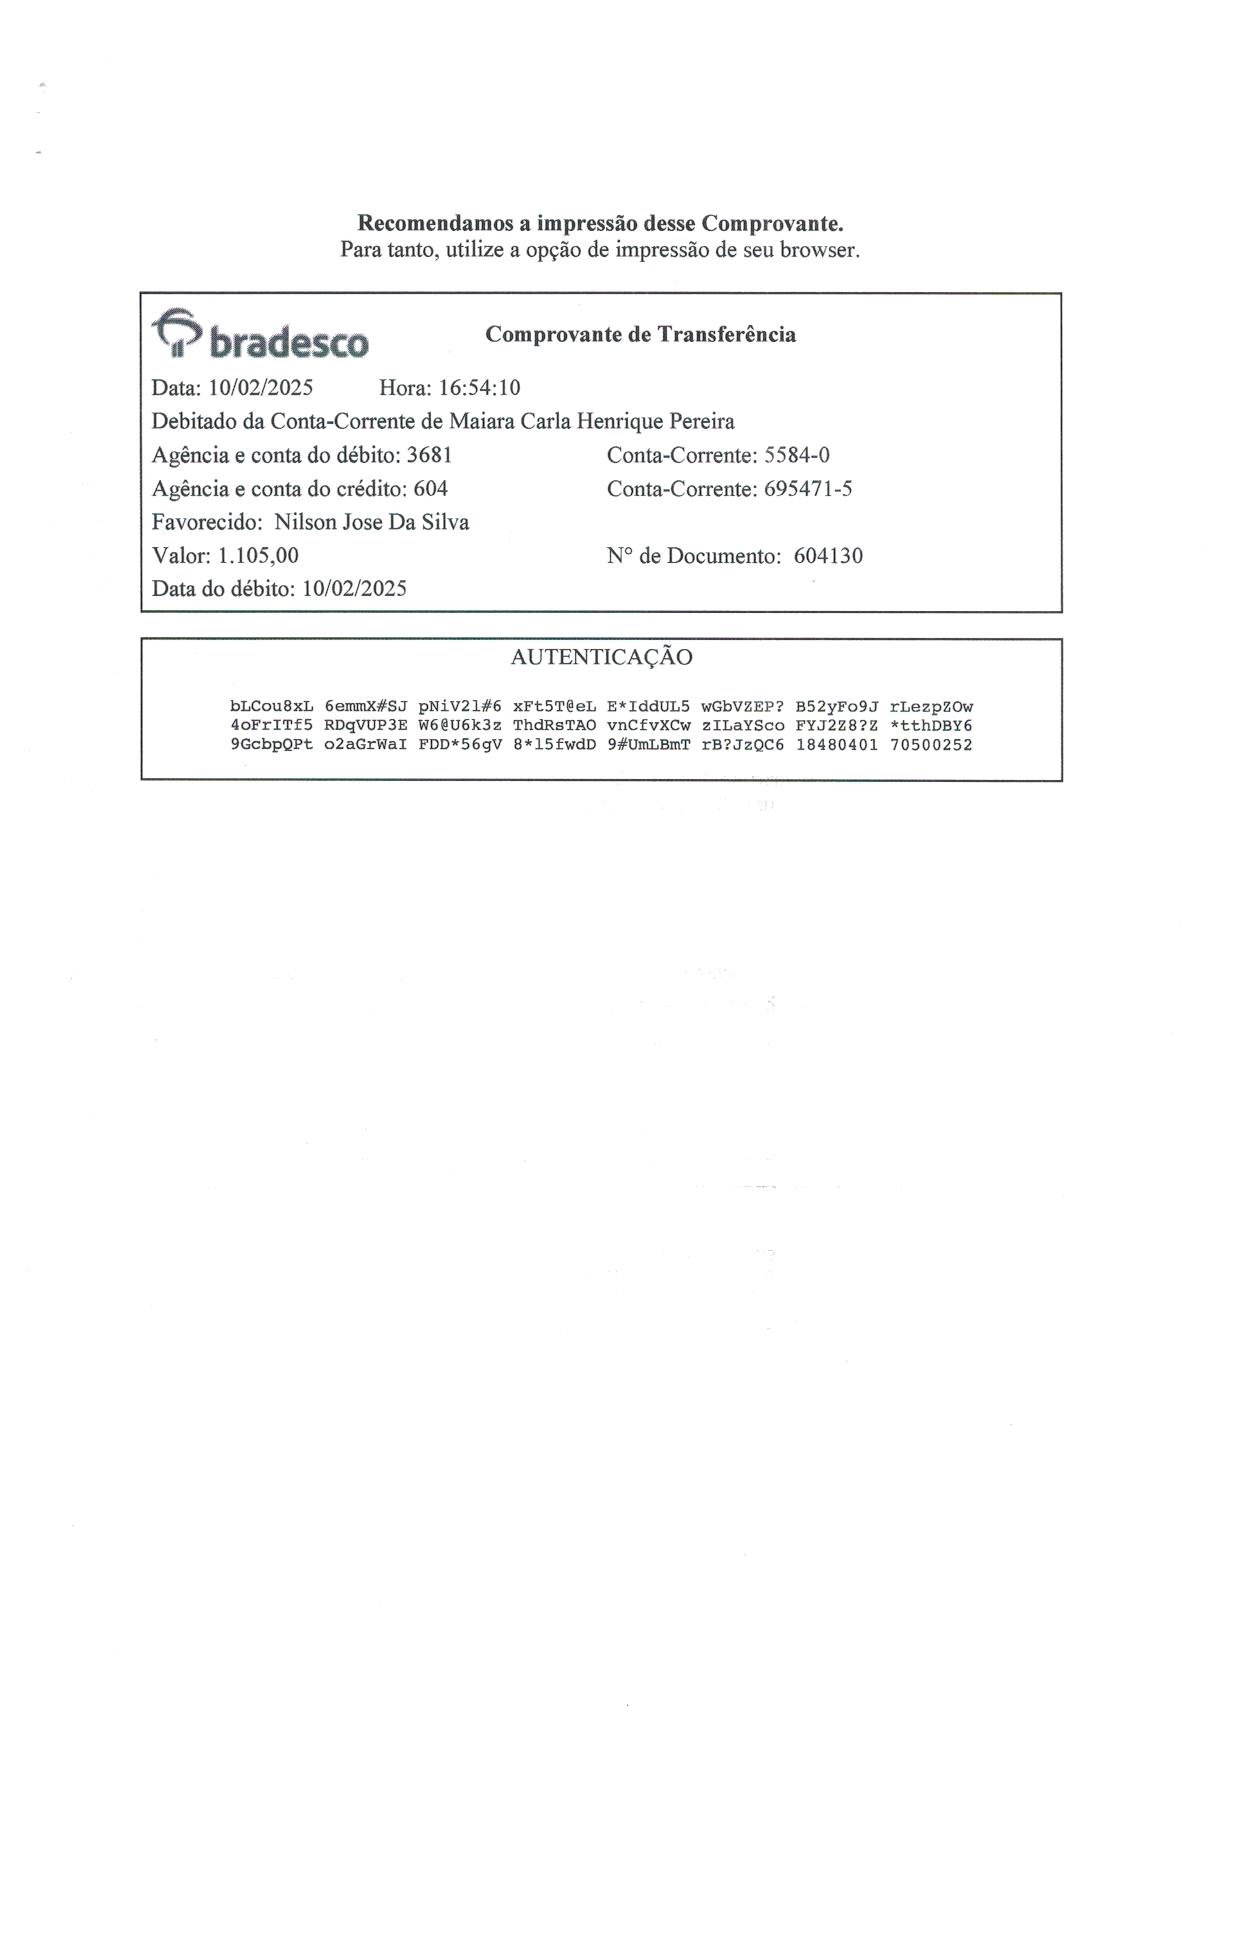 Recomendamos a impressão desse Comprovante.
Para tanto, utilize a opção de impressão de seu browser.
bradesco
Comprovante de Transferência
Data: 10/02/2025 Hora: 16:54:10
Debitado da Conta-Corrente de Maiara Carla Henrique Pereira
Agência e conta do débito: 3681 Conta-Corrente: 5584-0
Agência e conta do crédito: 604 Conta-Corrente: 695471-5
Favorecido: Nilson Jose Da Silva
Valor: 1.105,00 Nº de Documento: 604130
Data do débito: 10/02/2025
AUTENTICAÇÃO
bLCou8xL 6emmX#SJ pNiV2l#6 xFt5T@eL E*IddUL5 wGbVZEP? B52yFo9J rLezpZOw
4oFrITf5 RDqVUP3E W6@U6k3z ThdRsTAO vnCfvXCw zILaYSco FYJ2Z8?Z *tthDBY6
9GcbpQPt o2aGrWaI FDD*56gV 8*l5fwdD 9#UmLBmT rB?JzQC6 18480401 70500252